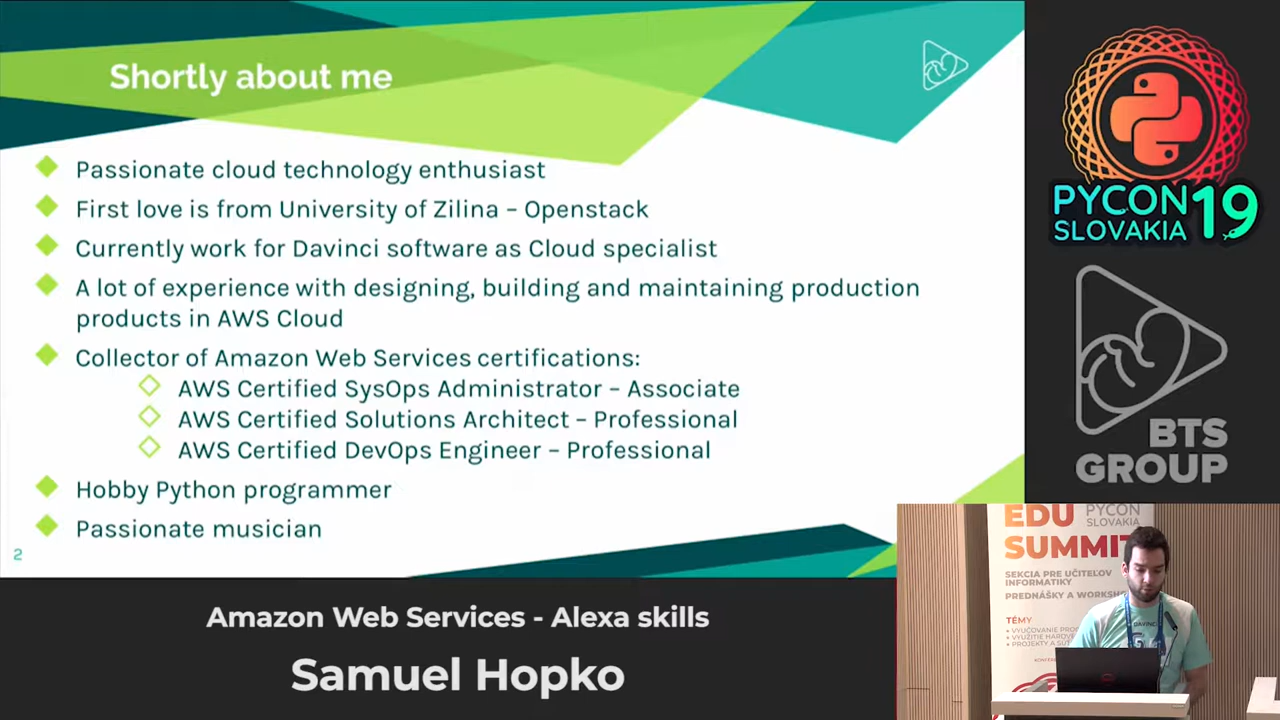 Shortly about me
Passionate cloud technology enthusiast
First love is from University of Zilina – Openstack
Currently work for Davinci software as Cloud specialist
A lot of experience with designing, building and maintaining production
products in AWS Cloud
Collector of Amazon Web Services certifications:
AWS Certified SysOps Administrator – Associate
AWS Certified Solutions Architect – Professional
AWS Certified DevOps Engineer – Professional
Hobby Python programmer
Passionate musician
2
PYCON 19
SLOVAKIA
BTS
GROUP
EDU PYCON
SLOVAKIA
SUMMIT
SEKCIA PRE UČITEĽOV
INFORMATIKY
PREDNÁŠKY A
TÉMY
DAVINCI
Amazon Web Services - Alexa skills
Samuel Hopko